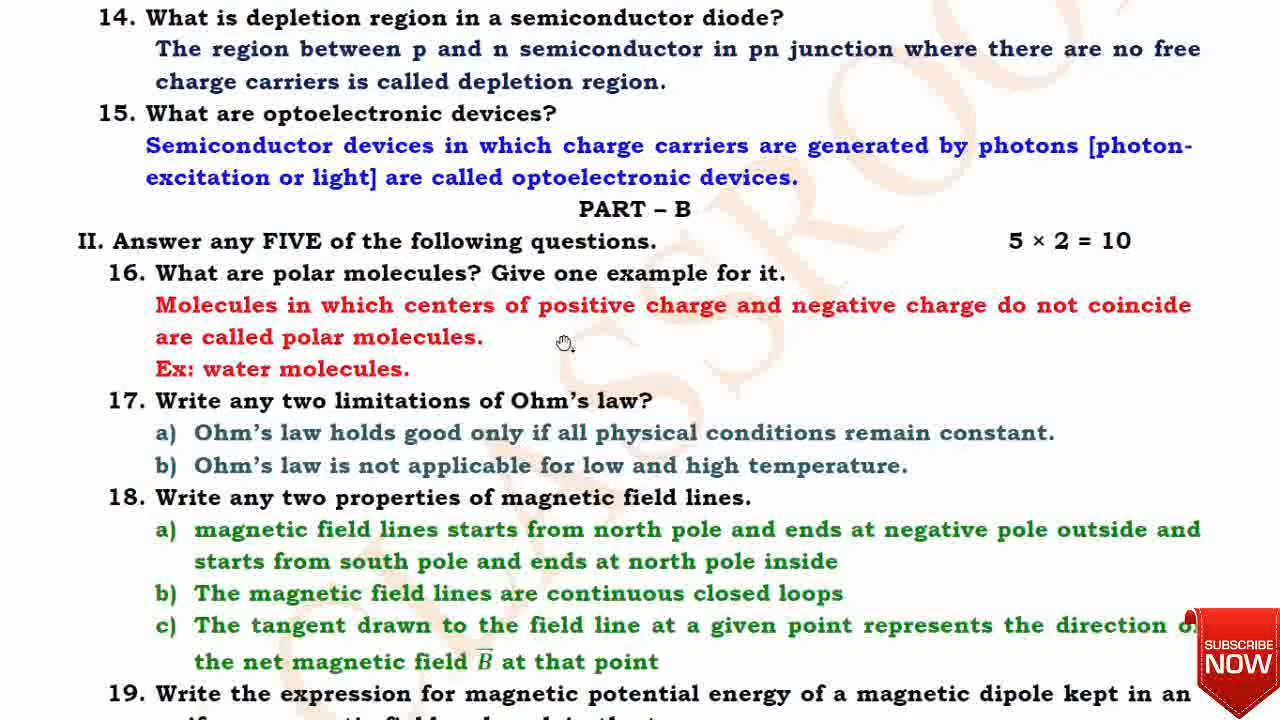 14. What is depletion region in a semiconductor diode?
The region between p and n semiconductor in pn junction where there are no free
charge carriers is called depletion region.
15. What are optoelectronic devices?
Semiconductor devices in which charge carriers are generated by photons [photon-
excitation or light] are called optoelectronic devices.
PART – B
II. Answer any FIVE of the following questions. 5 × 2 = 10
16. What are polar molecules? Give one example for it.
Molecules in which centers of positive charge and negative charge do not coincide
are called polar molecules.
Ex: water molecules.
17. Write any two limitations of Ohm's law?
a) Ohm's law holds good only if all physical conditions remain constant.
b) Ohm's law is not applicable for low and high temperature.
18. Write any two properties of magnetic field lines.
a) magnetic field lines starts from north pole and ends at negative pole outside and
starts from south pole and ends at north pole inside
b) The magnetic field lines are continuous closed loops
c) The tangent drawn to the field line at a given point represents the direction
the net magnetic field B⃗ at that point
19. Write the expression for magnetic potential energy of a magnetic dipole kept in an
SUBSCRIBE
NOW
CLASSROO